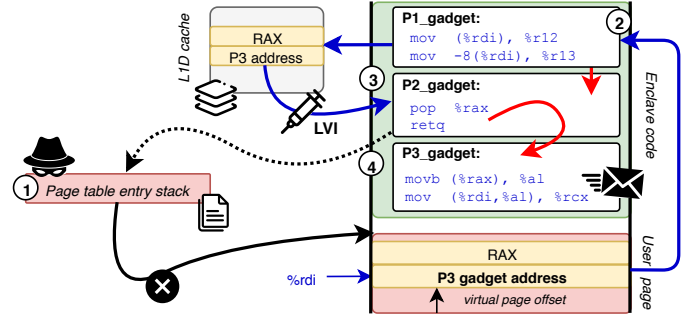 L1D cache
RAX
P3 address
LVI
P1_gadget:
mov (%rdi), %r12
mov -8(%rdi), %r13
2
3
P2_gadget:
pop %rax
retq
4
P3_gadget:
movb (%rax), %al
mov (%rdi,%al), %rcx
Enclave code
1
Page table entry stack
RAX
%rdi
P3 gadget address
virtual page offset
User page